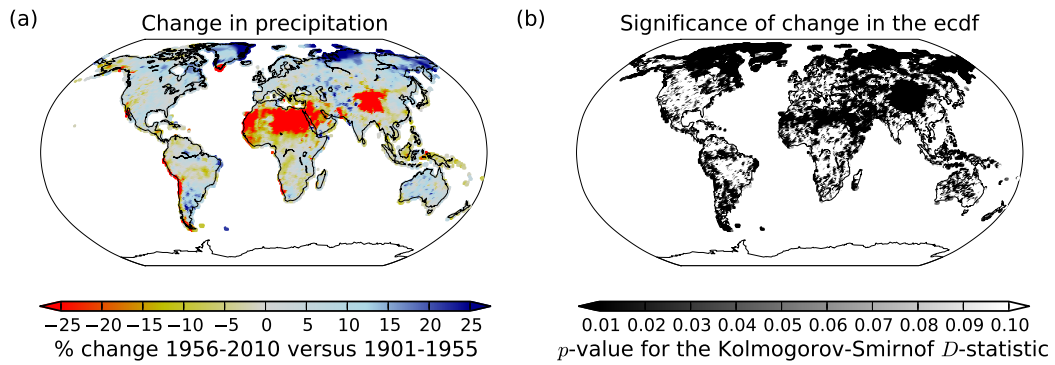 (a)
Change in precipitation
−25 −20 −15 −10 −5 0 5 10 15 20 25
% change 1956-2010 versus 1901-1955
(b)
Significance of change in the ecdf
0.01 0.02 0.03 0.04 0.05 0.06 0.07 0.08 0.09 0.10
p-value for the Kolmogorov-Smirnof D-statistic